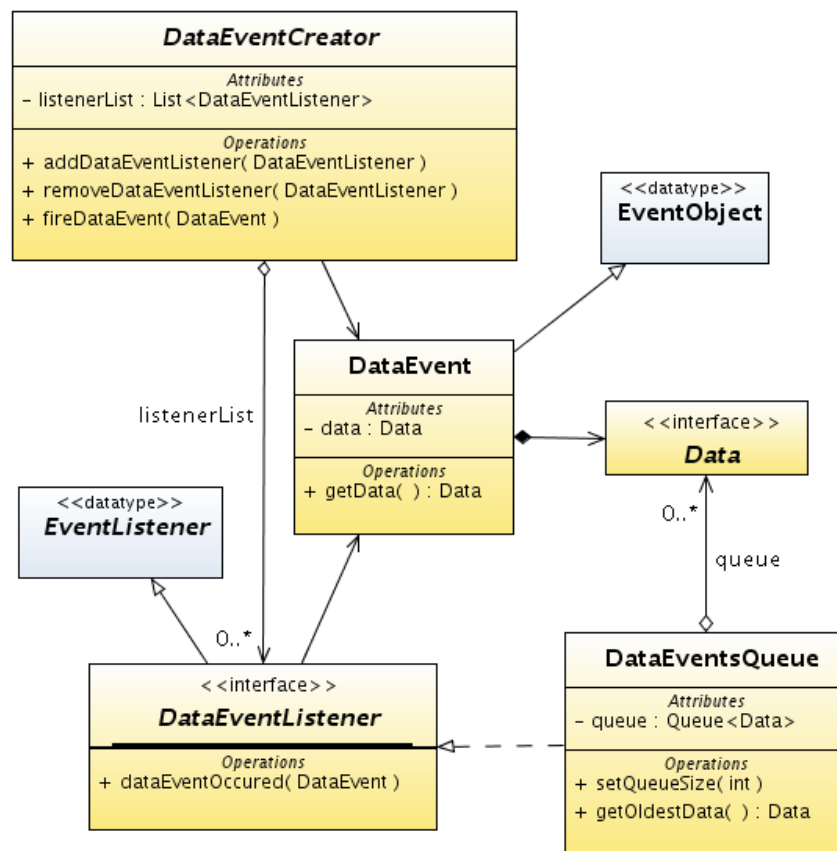 DataEventCreator
Attributes
- listenerList : List<DataEventListener>
Operations
+ addDataEventListener( DataEventListener )
+ removeDataEventListener( DataEventListener )
+ fireDataEvent( DataEvent )
<<datatype>>
EventObject
DataEvent
Attributes
- data : Data
Operations
+ getData( ) : Data
listenerList
<<interface>>
Data
<<datatype>>
EventListener
0..*
queue
0..*
<<interface>>
DataEventListener
Operations
+ dataEventOccured( DataEvent )
DataEventsQueue
Attributes
- queue : Queue<Data>
Operations
+ setQueueSize( int )
+ getOldestData( ) : Data